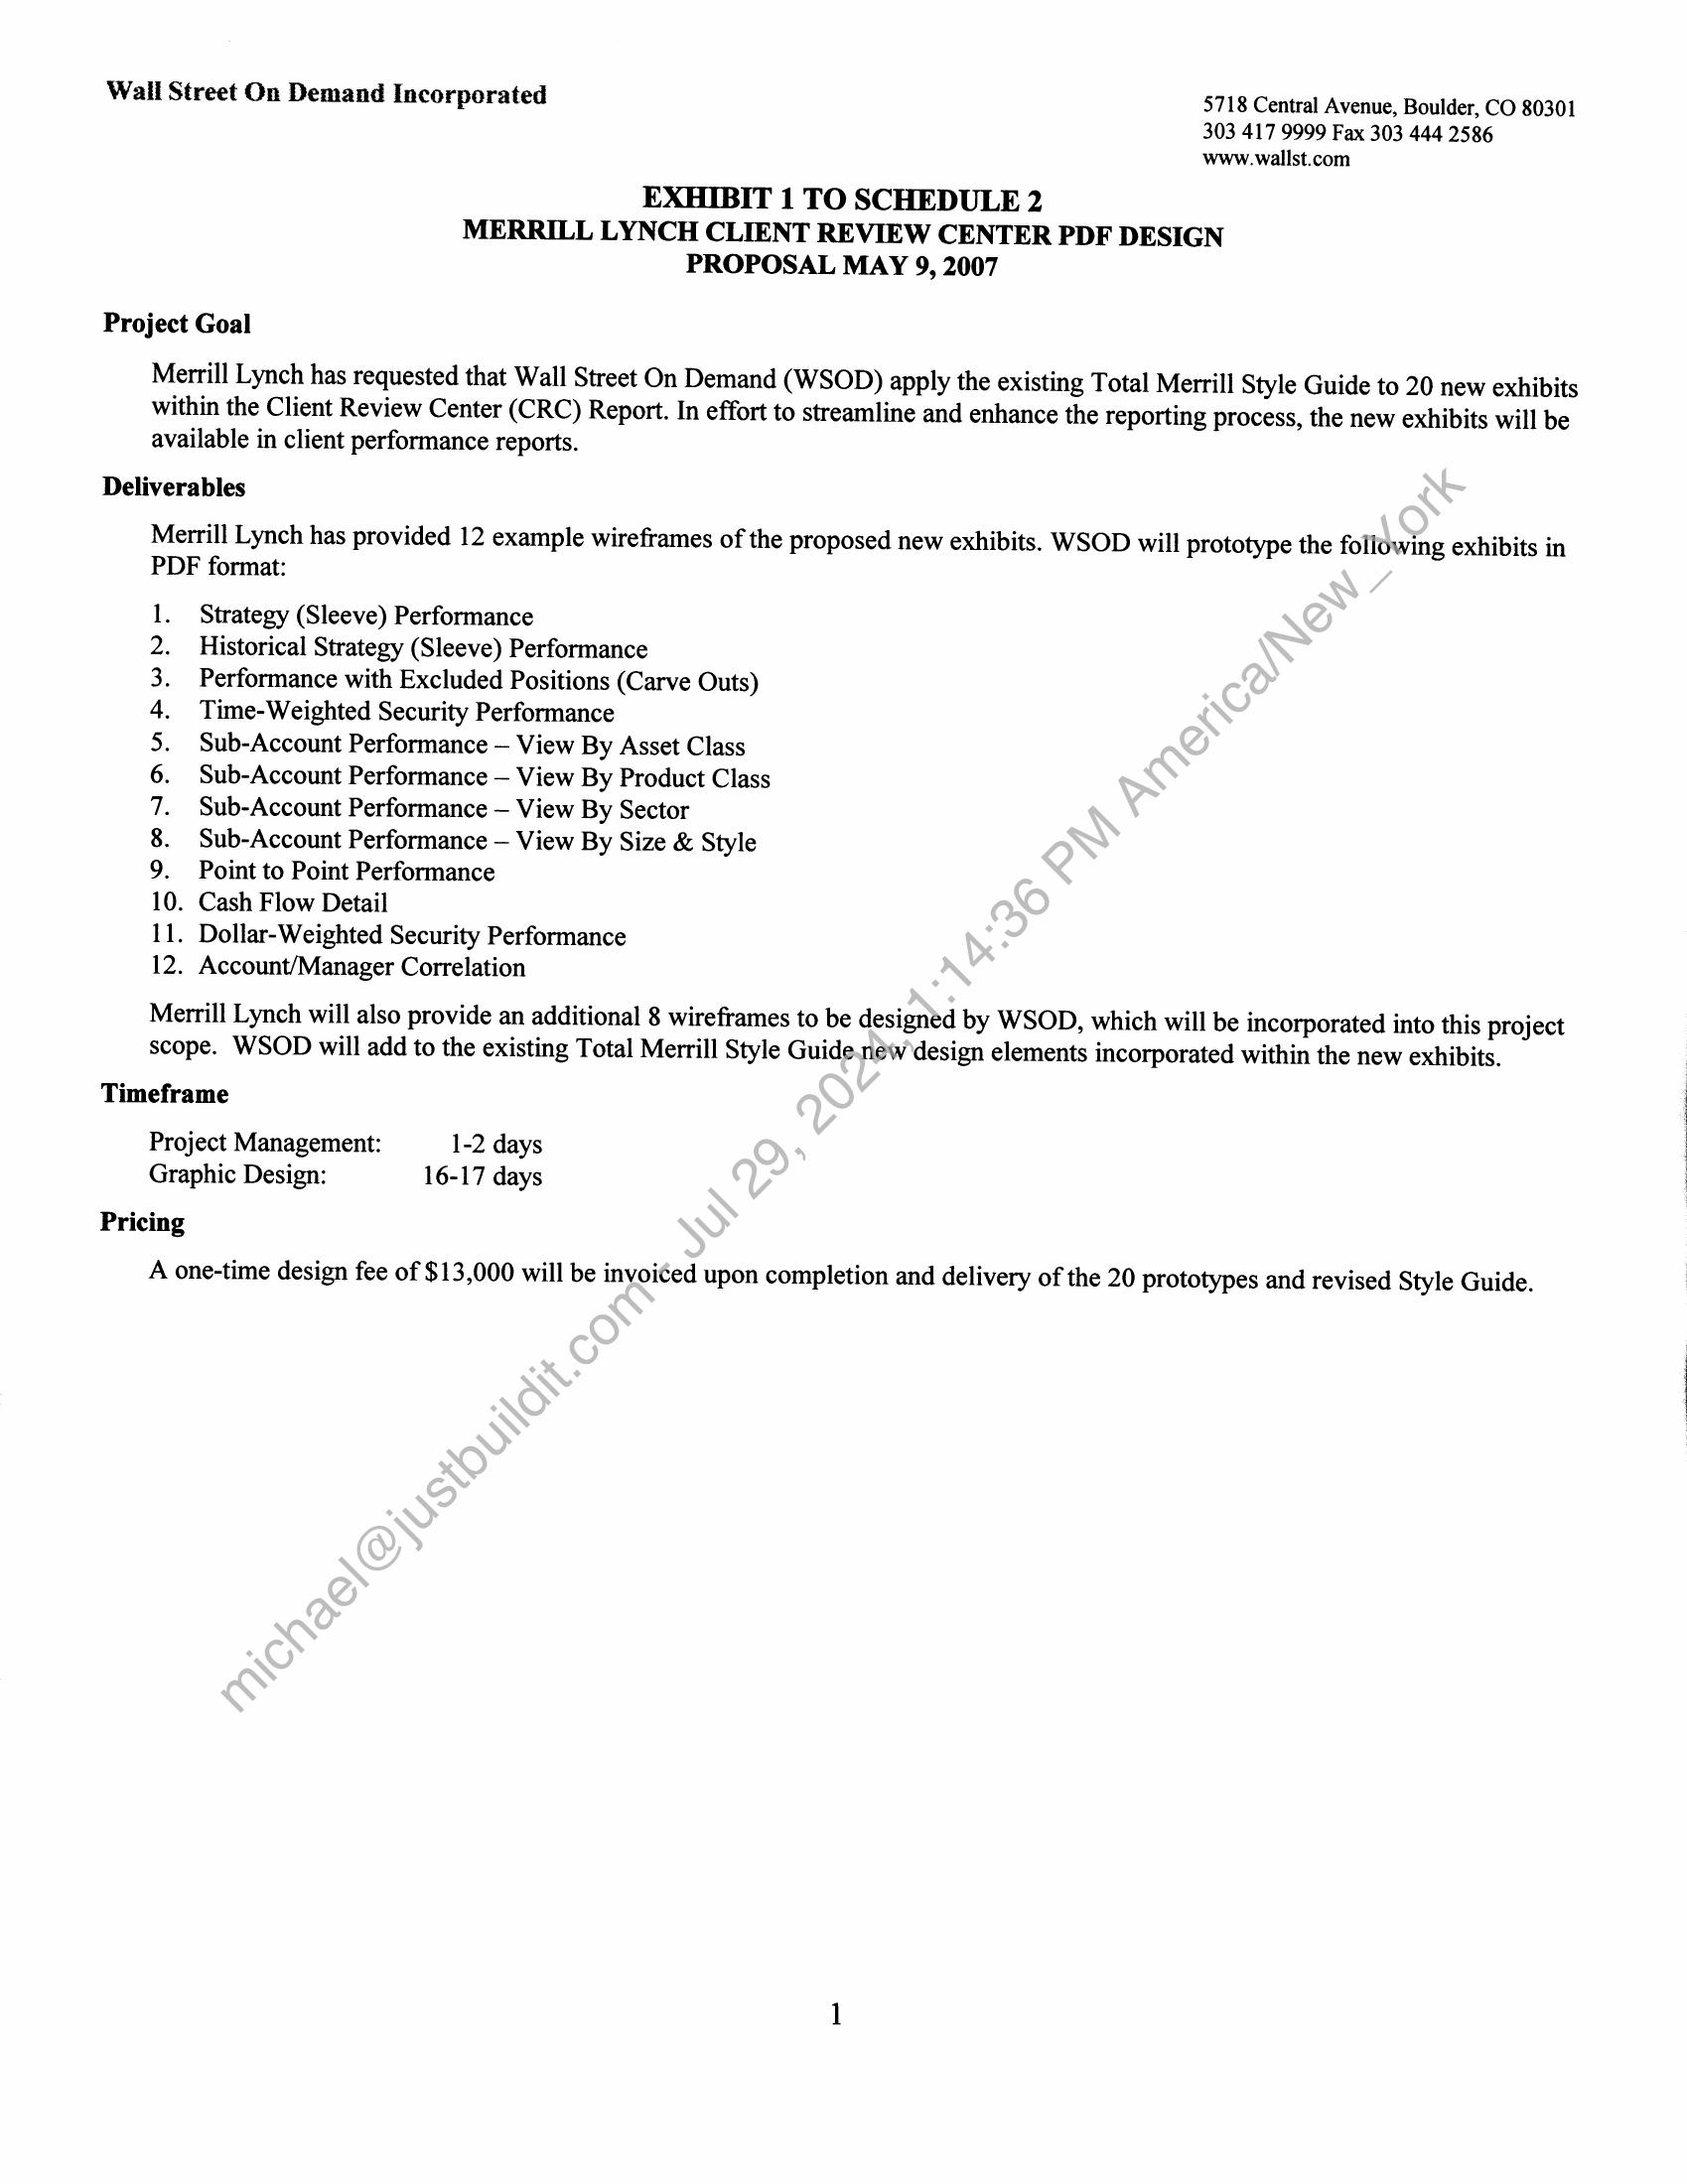 Wall Street On Demand Incorporated
5718 Central Avenue, Boulder, CO 80301
303 417 9999 Fax 303 444 2586
www.wallst.com
EXHIBIT 1 TO SCHEDULE 2
MERRILL LYNCH CLIENT REVIEW CENTER PDF DESIGN
PROPOSAL MAY 9, 2007
Project Goal
Merrill Lynch has requested that Wall Street On Demand (WSOD) apply the existing Total Merrill Style Guide to 20 new exhibits
within the Client Review Center (CRC) Report. In effort to streamline and enhance the reporting process, the new exhibits will be
available in client performance reports.
Deliverables
Merrill Lynch has provided 12 example wireframes of the proposed new exhibits. WSOD will prototype the following exhibits in
PDF format:
1. Strategy (Sleeve) Performance
2. Historical Strategy (Sleeve) Performance
3. Performance with Excluded Positions (Carve Outs)
4. Time-Weighted Security Performance
5. Sub-Account Performance – View By Asset Class
6. Sub-Account Performance – View By Product Class
7. Sub-Account Performance – View By Sector
8. Sub-Account Performance – View By Size & Style
9. Point to Point Performance
10. Cash Flow Detail
11. Dollar-Weighted Security Performance
12. Account/Manager Correlation
Merrill Lynch will also provide an additional 8 wireframes to be designed by WSOD, which will be incorporated into this project
scope. WSOD will add to the existing Total Merrill Style Guide new design elements incorporated within the new exhibits.
Timeframe
Project Management: 1-2 days
Graphic Design: 16-17 days
Pricing
A one-time design fee of $13,000 will be invoiced upon completion and delivery of the 20 prototypes and revised Style Guide.
michael@justbuildit.com - Jul 29, 2024, 1:14:36 PM America/New_York
1